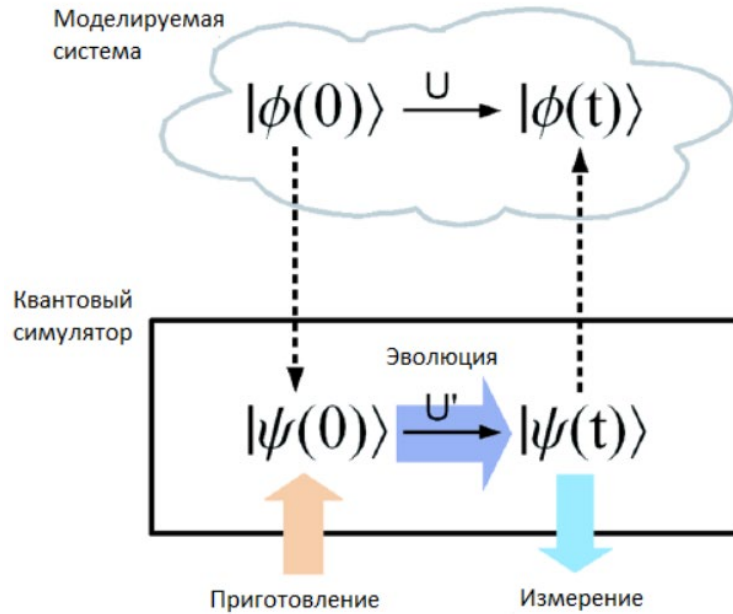 Моделируемая
система
|ϕ(0)⟩ U |ϕ(t)⟩
Квантовый
симулятор
Эволюция
|ψ(0)⟩ U' |ψ(t)⟩
Приготовление Измерение